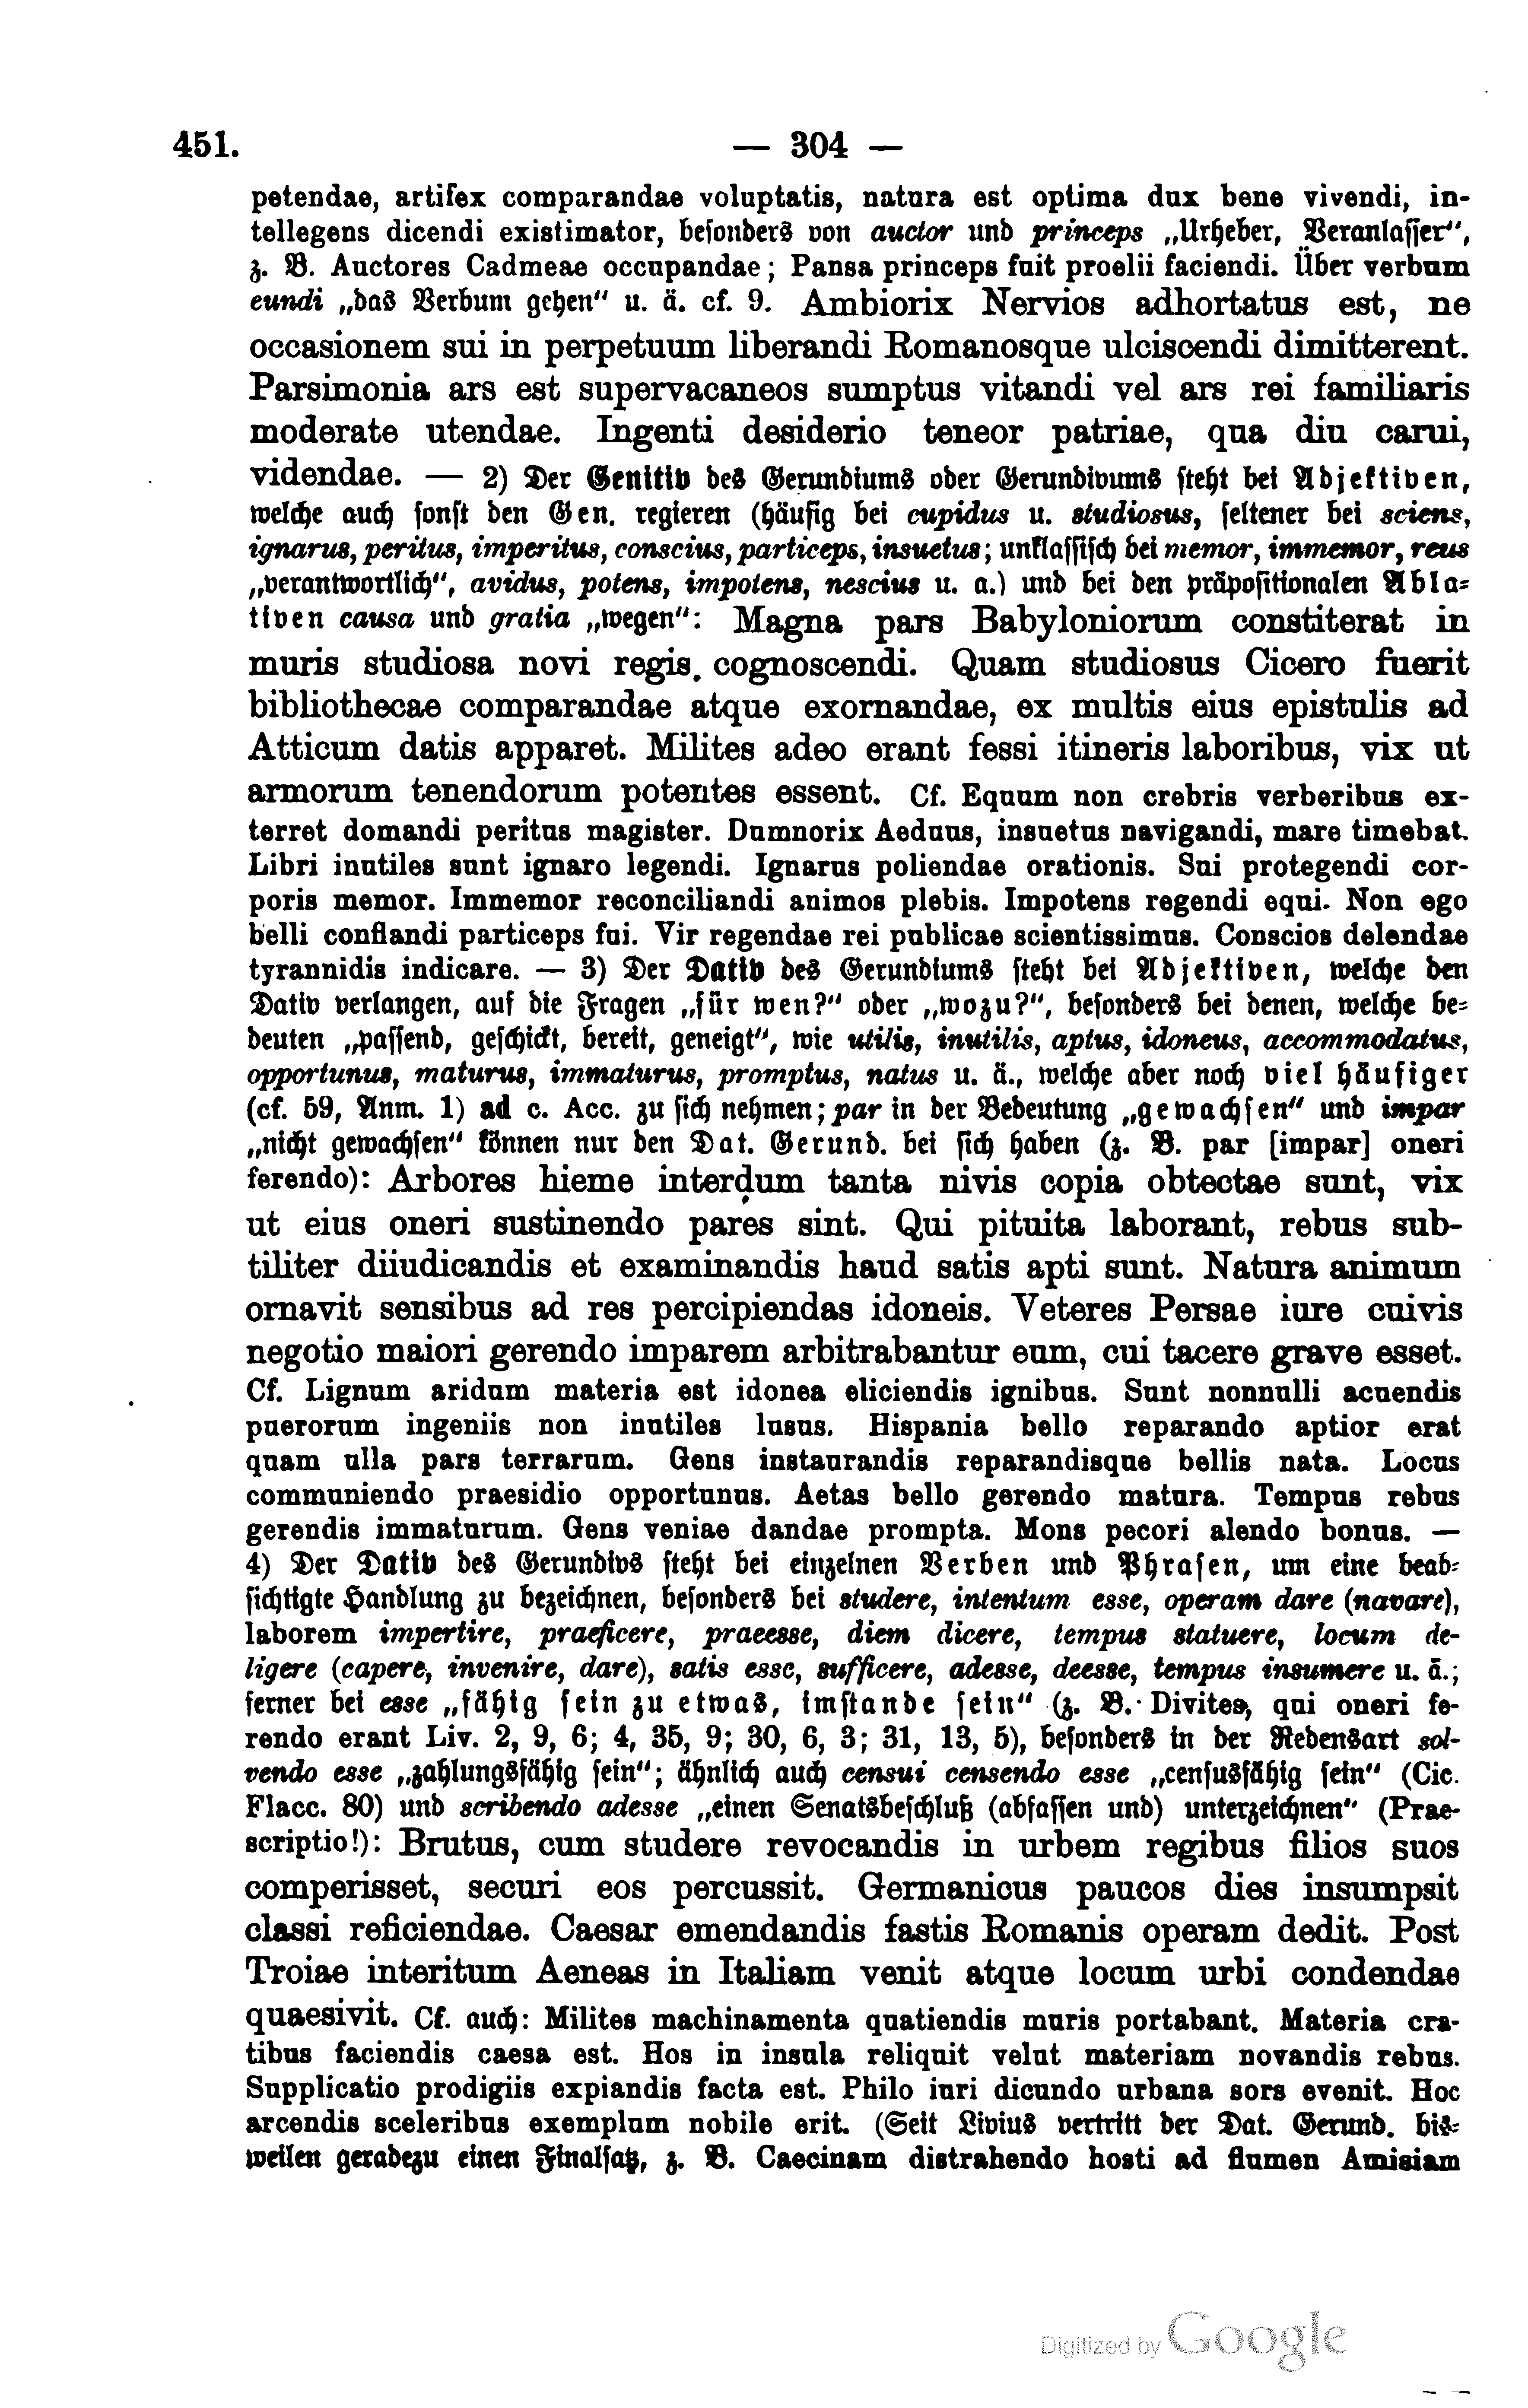 451.
— 304 —
petendae, artifex comparandae voluptatis, natura est optima dux bene vivendi, in-
tellegens dicendi existimator, besonders von auctor und princeps „Urheber, Veranlasser“,
z. B. Auctores Cadmeae occupandae; Pansa princeps fuit proelii faciendi. Über verbum
eundi „das Verbum gehen“ u. ä. cf. 9. Ambiorix Nervios adhortatus est, ne
occasionem sui in perpetuum liberandi Romanosque ulciscendi dimitterent.
Parsimonia ars est supervacaneos sumptus vitandi vel ars rei familiaris
moderate utendae. Ingenti desiderio teneor patriae, qua diu carui,
videndae. — 2) Der Genitiv des Gerundiums oder Gerundivums steht bei Adjektiven,
welche auch sonst den Gen. regieren (häufig bei cupidus u. studiosus, seltener bei sciens,
ignarus, peritus, imperitus, conscius, particeps, insuetus; unklassisch bei memor, immemor, reus
„verantwortlich“, avidus, potens, impotens, nescius u. a.) und bei den präpositionalen Abla-
tiven causa und gratia „wegen“: Magna pars Babyloniorum constiterat in
muris studiosa novi regis cognoscendi. Quam studiosus Cicero fuerit
bibliothecae comparandae atque exornandae, ex multis eius epistulis ad
Atticum datis apparet. Milites adeo erant fessi itineris laboribus, vix ut
armorum tenendorum potentes essent. Cf. Equum non crebris verberibus ex-
terret domandi peritus magister. Dumnorix Aeduus, insuetus navigandi, mare timebat.
Libri inutiles sunt ignaro legendi. Ignarus poliendae orationis. Sui protegendi cor-
poris memor. Immemor reconciliandi animos plebis. Impotens regendi equi. Non ego
belli conflandi particeps fui. Vir regendae rei publicae scientissimus. Conscios delendae
tyrannidis indicare. — 3) Der Dativ des Gerundiums steht bei Adjektiven, welche den
Dativ verlangen, auf die Fragen „für wen?“ oder „wozu?“, besonders bei denen, welche be-
deuten „passend, geschickt, bereit, geneigt“, wie utilis, inutilis, aptus, idoneus, accommodatus,
opportunus, maturus, immaturus, promptus, natus u. ä., welche aber noch viel häufiger
(cf. 59, Anm. 1) ad c. Acc. zu sich nehmen; par in der Bedeutung „gewachsen“ und impar
„nicht gewachsen“ können nur den Dat. Gerund. bei sich haben (z. B. par [impar] oneri
ferendo): Arbores hieme interdum tanta nivis copia obtectae sunt, vix
ut eius oneri sustinendo pares sint. Qui pituita laborant, rebus sub-
tiliter diiudicandis et examinandis haud satis apti sunt. Natura animum
ornavit sensibus ad res percipiendas idoneis. Veteres Persae iure cuivis
negotio maiori gerendo imparem arbitrabantur eum, cui tacere grave esset.
Cf. Lignum aridum materia est idonea eliciendis ignibus. Sunt nonnulli acuendis
puerorum ingeniis non inutiles lusus. Hispania bello reparando aptior erat
quam ulla pars terrarum. Gens instaurandis reparandisque bellis nata. Locus
communiendo praesidio opportunus. Aetas bello gerendo matura. Tempus rebus
gerendis immaturum. Gens veniae dandae prompta. Mons pecori alendo bonus. —
4) Der Dativ des Gerundivs steht bei einzelnen Verben und Phrasen, um eine beab-
sichtigte Handlung zu bezeichnen, besonders bei studere, intentum esse, operam dare (navare),
laborem impertire, praeficere, praeesse, diem dicere, tempus statuere, locum de-
ligere (capere, invenire, dare), satis esse, sufficere, adesse, deesse, tempus insumere u. ä.;
ferner bei esse „fähig sein zu etwas, imstande sein“ (z. B. Divites, qui oneri fe-
rendo erant Liv. 2, 9, 6; 4, 35, 9; 30, 6, 3; 31, 13, 5), besonders in der Redensart sol-
vendo esse „zahlungsfähig sein“; ähnlich auch censui censendo esse „censusfähig sein“ (Cic.
Flacc. 80) und scribendo adesse „einen Senatsbeschluß (abfassen und) unterzeichnen“ (Prae-
scriptio!): Brutus, cum studere revocandis in urbem regibus filios suos
comperisset, securi eos percussit. Germanicus paucos dies insumpsit
classi reficiendae. Caesar emendandis fastis Romanis operam dedit. Post
Troiae interitum Aeneas in Italiam venit atque locum urbi condendae
quaesivit. Cf. auch: Milites machinamenta quatiendis muris portabant. Materia cra-
tibus faciendis caesa est. Hos in insula reliquit velut materiam novandis rebus.
Supplicatio prodigiis expiandis facta est. Philo iuri dicundo urbana sors evenit. Hoc
arcendis sceleribus exemplum nobile erit. (Seit Livius vertritt der Dat. Gerund. bis-
weilen geradezu einen Finalsatz, z. B. Caecinam distrahendo hosti ad flumen Amisiam
Digitized by Google